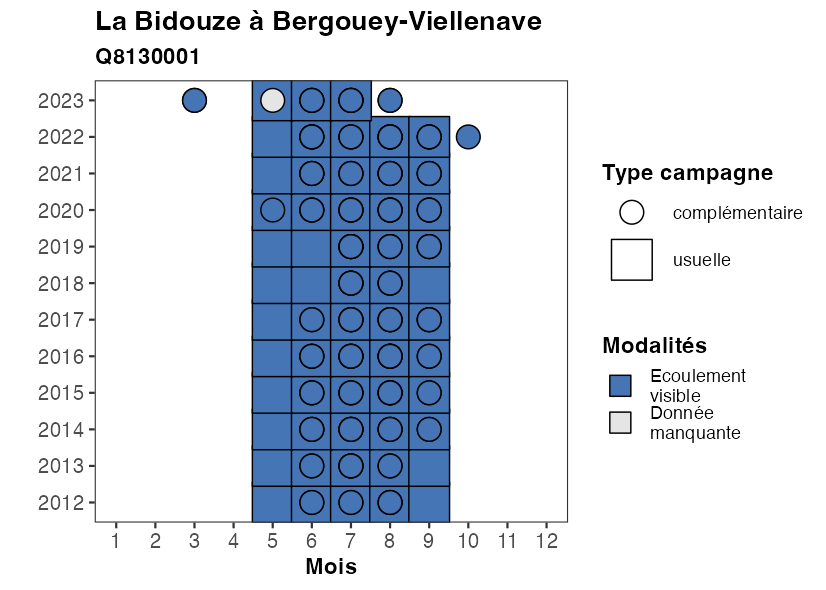 La Bidouze à Bergouey-Viellenave
Q8130001
2023
2022
2021
2020
2019
2018
2017
2016
2015
2014
2013
2012
1 2 3 4 5 6 7 8 9 10 11 12
Mois
Type campagne
complémentaire
usuelle
Modalités
Ecoulement
visible
Donnée
manquante